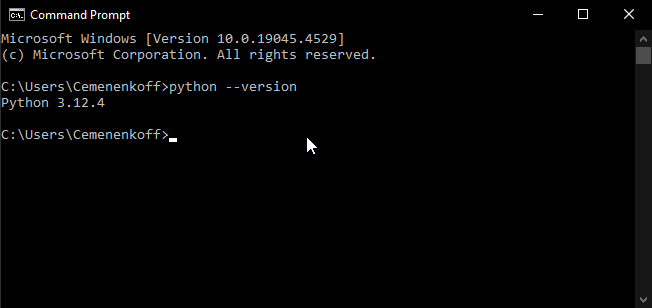 Command Prompt
Microsoft Windows [Version 10.0.19045.4529]
(c) Microsoft Corporation. All rights reserved.
C:\Users\Cemenenkoff>python --version
Python 3.12.4
C:\Users\Cemenenkoff>